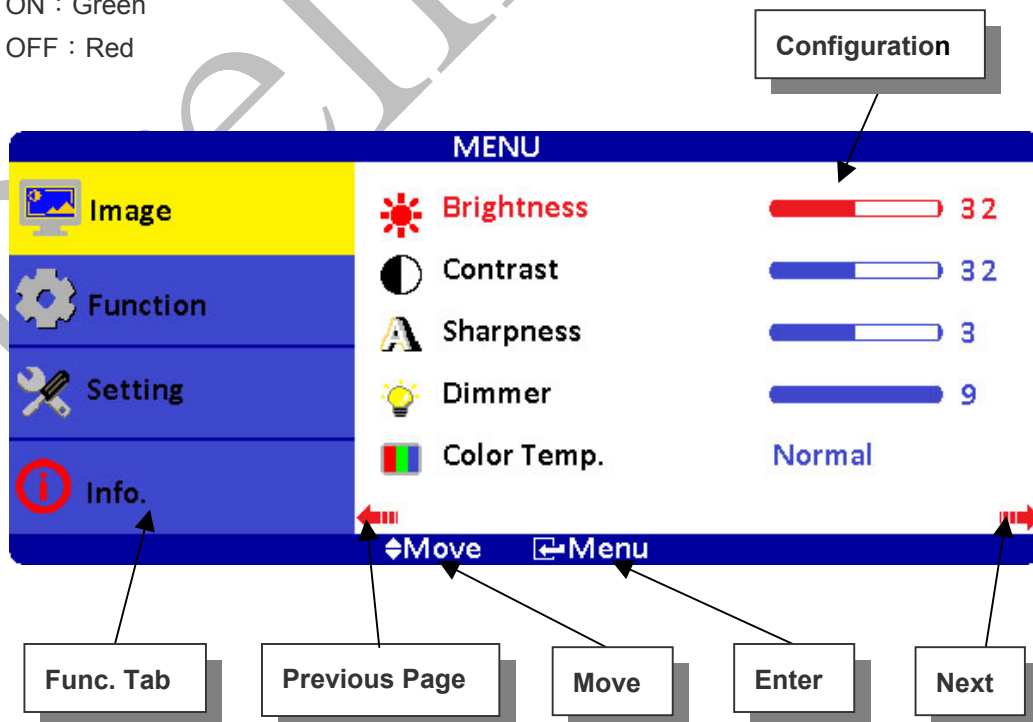 ON：Green
OFF：Red
Configuration
MENU
Image
Function
Setting
Info.
Brightness 32
Contrast 32
Sharpness 3
Dimmer 9
Color Temp. Normal
Move Menu
Func. Tab
Previous Page
Move
Enter
Next